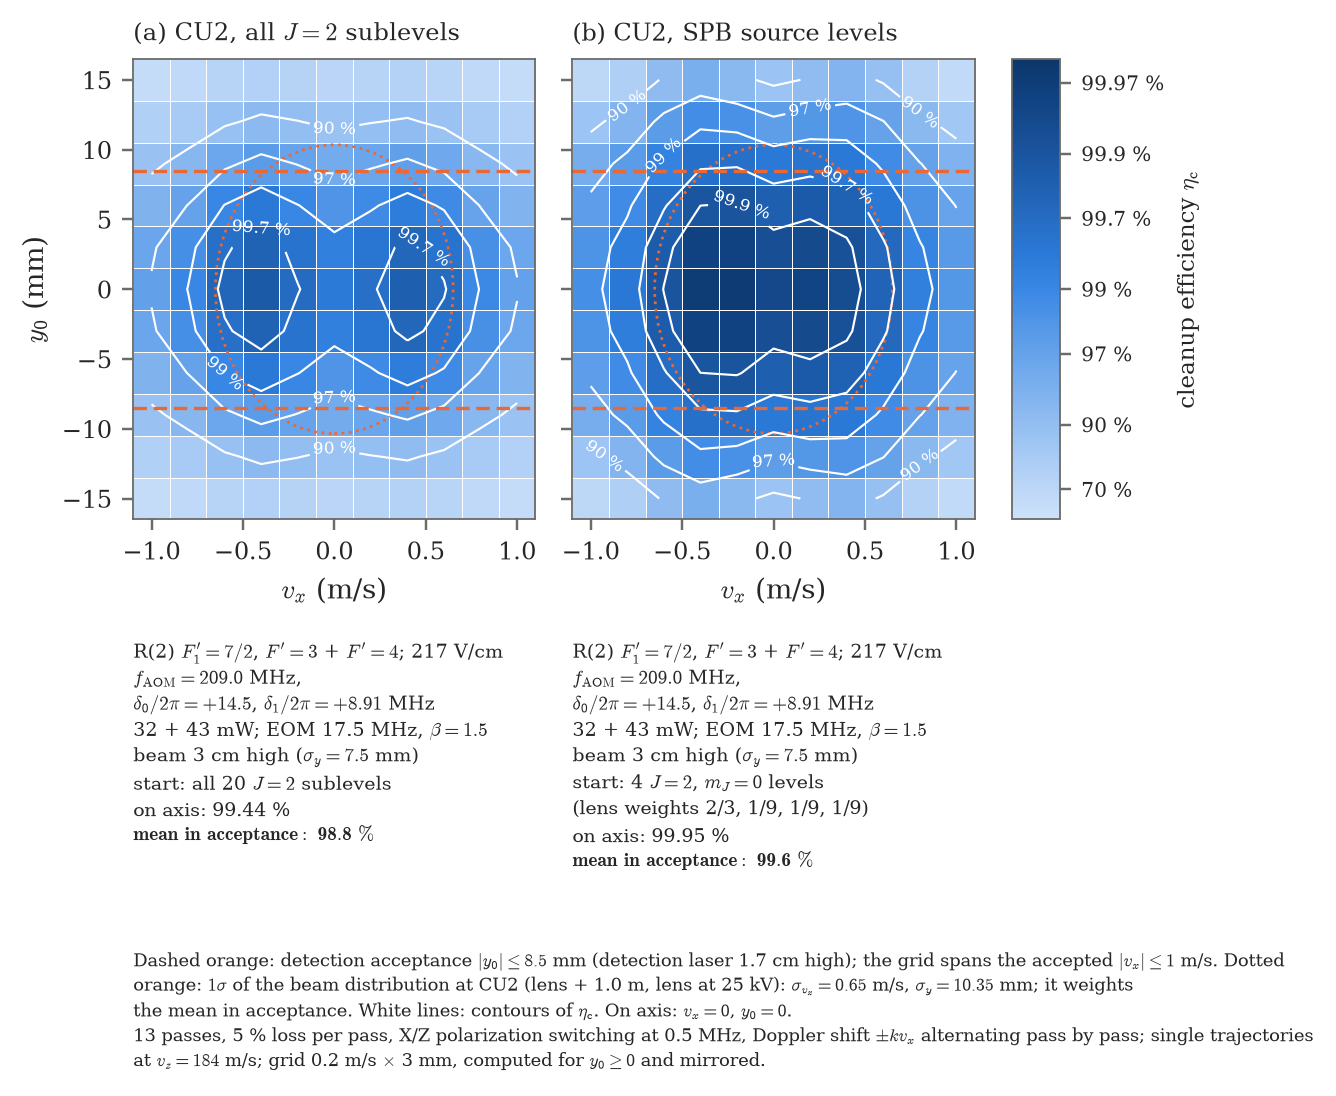 (a) CU2, all J = 2 sublevels
(b) CU2, SPB source levels
15
10
5
0
−5
−10
−15
y0 (mm)
90 %
97 %
99.7 %
99.7 %
99 %
97 %
90 %
90 %
97 %
90 %
99 %
99.7 %
99.9 %
90 %
97 %
90 %
−1.0 −0.5 0.0 0.5 1.0
−1.0 −0.5 0.0 0.5 1.0
vx (m/s)
vx (m/s)
99.97 %
99.9 %
99.7 %
99 %
97 %
90 %
70 %
cleanup efficiency ηc
R(2) F′1 = 7/2, F′ = 3 + F′ = 4; 217 V/cm
fAOM = 209.0 MHz,
δ0/2π = +14.5, δ1/2π = +8.91 MHz
32 + 43 mW; EOM 17.5 MHz, β = 1.5
beam 3 cm high (σy = 7.5 mm)
start: all 20 J = 2 sublevels
on axis: 99.44 %
mean in acceptance: 98.8 %
R(2) F′1 = 7/2, F′ = 3 + F′ = 4; 217 V/cm
fAOM = 209.0 MHz,
δ0/2π = +14.5, δ1/2π = +8.91 MHz
32 + 43 mW; EOM 17.5 MHz, β = 1.5
beam 3 cm high (σy = 7.5 mm)
start: 4 J = 2, mJ = 0 levels
(lens weights 2/3, 1/9, 1/9, 1/9)
on axis: 99.95 %
mean in acceptance: 99.6 %
Dashed orange: detection acceptance |y0| ≤ 8.5 mm (detection laser 1.7 cm high); the grid spans the accepted |vx| ≤ 1 m/s. Dotted
orange: 1σ of the beam distribution at CU2 (lens + 1.0 m, lens at 25 kV): σvx = 0.65 m/s, σy = 10.35 mm; it weights
the mean in acceptance. White lines: contours of ηc. On axis: vx = 0, y0 = 0.
13 passes, 5 % loss per pass, X/Z polarization switching at 0.5 MHz, Doppler shift ±kvx alternating pass by pass; single trajectories
at vz = 184 m/s; grid 0.2 m/s × 3 mm, computed for y0 ≥ 0 and mirrored.